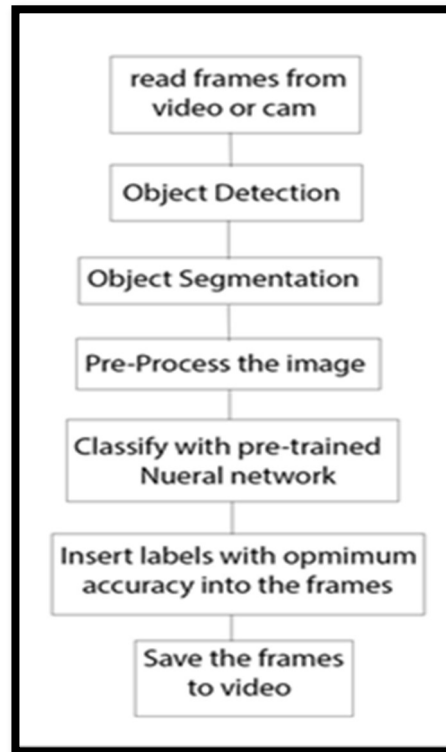 read frames from
video or cam
Object Detection
Object Segmentation
Pre-Process the image
Classify with pre-trained
Nueral network
Insert labels with opmimum
accuracy into the frames
Save the frames
to video